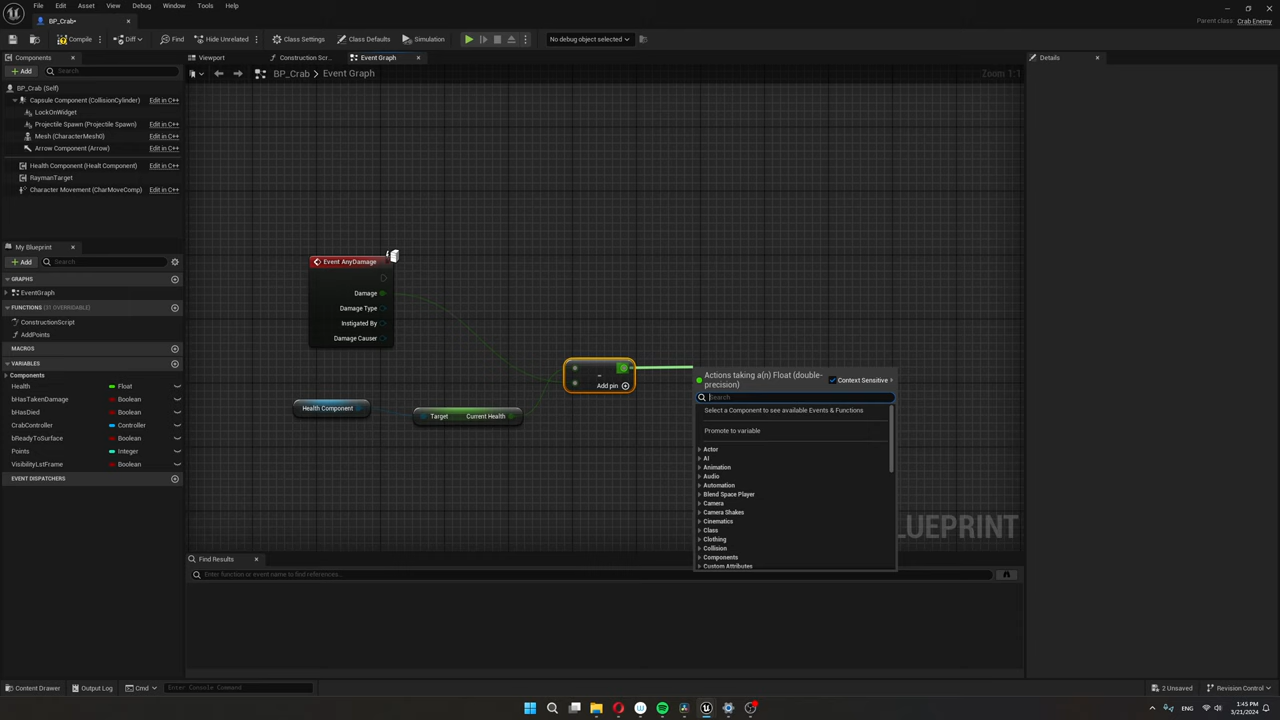 File Edit Asset View Debug Window Tools Help
BP_Crab•
Parent class: Crab Enemy
Compile Diff Find Hide Unrelated Class Settings Class Defaults Simulation No debug object selected
Components
Viewport Construction Scr... Event Graph
Details
Add Search
BP_Crab > Event Graph
Zoom 1:1
BP_Crab (Self)
Capsule Component (CollisionCylinder) Edit in C++
LockOnWidget
Projectile Spawn (Projectile Spawn) Edit in C++
Mesh (CharacterMesh0) Edit in C++
Arrow Component (Arrow) Edit in C++
Health Component (Healt Component) Edit in C++
RaymanTarget
Character Movement (CharMoveComp) Edit in C++
My Blueprint
Add Search
GRAPHS
EventGraph
FUNCTIONS (31 OVERRIDABLE)
ConstructionScript
AddPoints
MACROS
VARIABLES
Components
Health Float
bHasTakenDamage Boolean
bHasDied Boolean
CrabController Controller
bReadyToSurface Boolean
Points Integer
VisibilityLstFrame Boolean
EVENT DISPATCHERS
Event AnyDamage
Damage
Damage Type
Instigated By
Damage Causer
Health Component
Target Current Health
-
Add pin
Actions taking a(n) Float (double-
precision)
Context Sensitive
Search
Select a Component to see available Events & Functions
Promote to variable
Actor
AI
Animation
Audio
Automation
Blend Space Player
Camera
Camera Shakes
Cinematics
Class
Clothing
Collision
Components
Custom Attributes
LUEPRINT
Find Results
Enter function or event name to find references...
Content Drawer Output Log Cmd Enter Console Command
2 Unsaved Revision Control
ENG
1:45 PM
3/21/2024